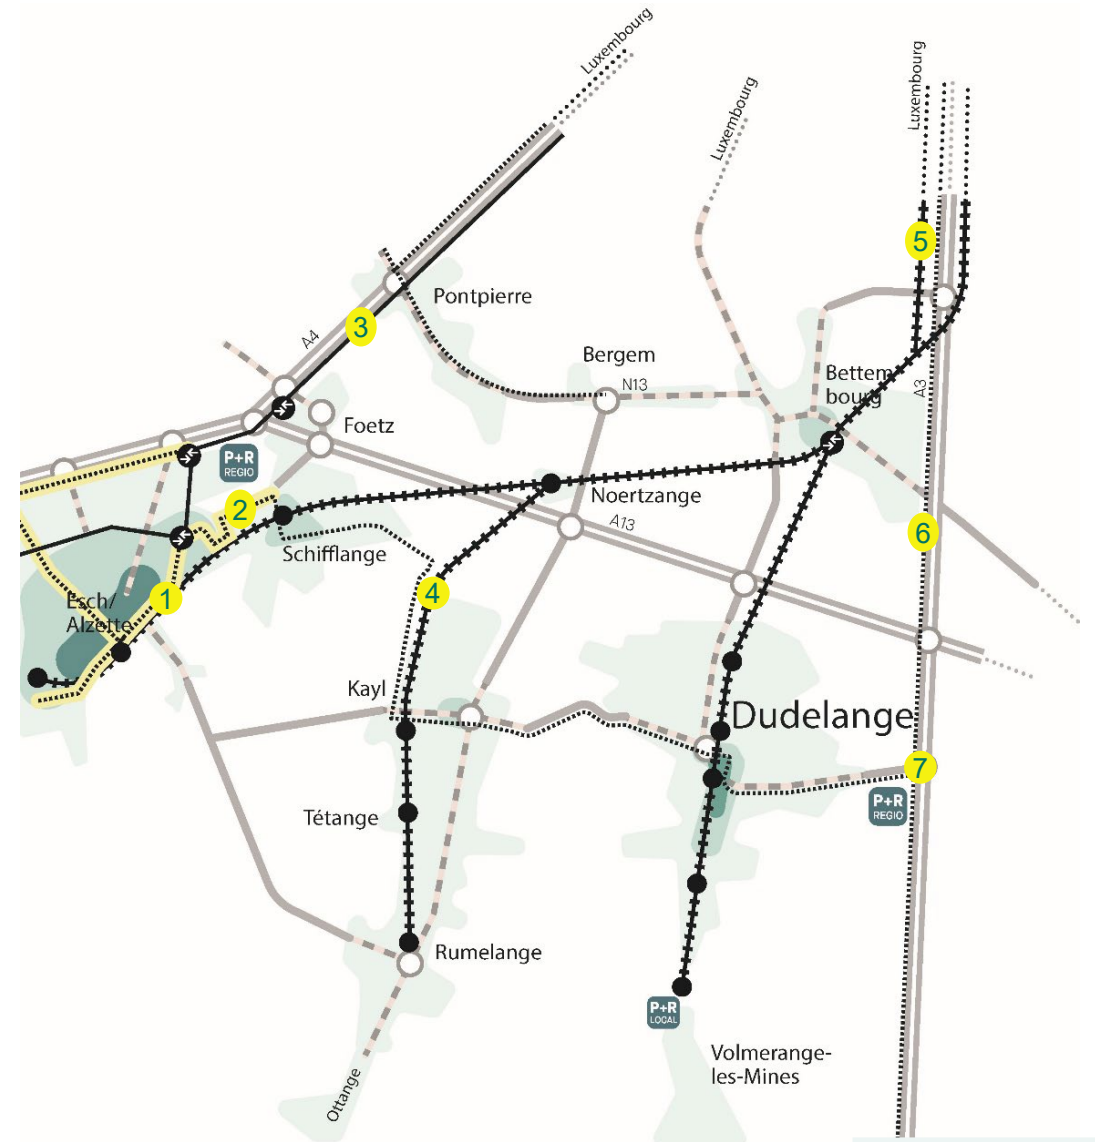 Luxembourg
Luxembourg
Luxembourg
5
Pontpierre
3
A4
Bergem
N13
Bettem
bourg
A3
Foetz
P+R
REGIO
2
Noertzange
A13
6
Schifflange
1
4
Esch/
Alzette
Kayl
Dudelange
7
P+R
REGIO
Tétange
Rumelange
P+R
LOCAL
Volmerange-
les-Mines
Ottange